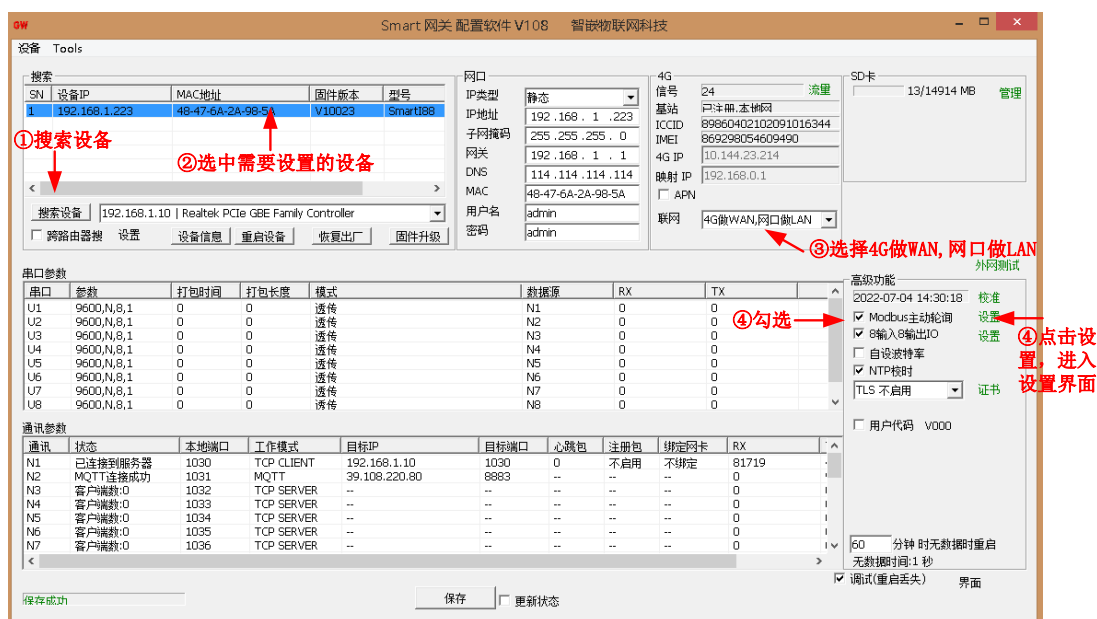 GW Smart 网关 配置软件 V108 智嵌物联网科技
设备 Tools
搜索
SN 设备IP MAC地址 固件版本 型号
1 192.168.1.223 48-47-6A-2A-98-5A V10023 SmartI88
①搜索设备
②选中需要设置的设备
搜索设备 192.168.1.10 | Realtek PCIe GBE Family Controller
跨路由器搜 设置 设备信息 重启设备 恢复出厂 固件升级
网口
IP类型 静态
IP地址 192 .168 . 1 .223
子网掩码 255 .255 .255 . 0
网关 192 .168 . 1 . 1
DNS 114 .114 .114 .114
MAC 48-47-6A-2A-98-5A
用户名 admin
密码 admin
4G
信号 24 流量
基站 已注册.本地网
ICCID 89860402102091016344
IMEI 869298054609490
4G IP 10.144.23.214
映射 IP 192.168.0.1
APN
联网 4G做WAN,网口做LAN
③选择4G做WAN,网口做LAN
SD卡
13/14914 MB 管理
外网测试
串口参数
串口 参数 打包时间 打包长度 模式 数据源 RX TX
U1 9600,N,8,1 0 0 透传 N1 0 0
U2 9600,N,8,1 0 0 透传 N2 0 0
U3 9600,N,8,1 0 0 透传 N3 0 0
U4 9600,N,8,1 0 0 透传 N4 0 0
U5 9600,N,8,1 0 0 透传 N5 0 0
U6 9600,N,8,1 0 0 透传 N6 0 0
U7 9600,N,8,1 0 0 透传 N7 0 0
U8 9600,N,8,1 0 0 透传 N8 0 0
高级功能
2022-07-04 14:30:18 校准
Modbus主动轮询 设置
8输入8输出IO 设置
自设波特率
NTP校时
TLS 不启用 证书
用户代码 V000
④勾选
④点击设
置，进入
设置界面
通讯参数
通讯 状态 本地端口 工作模式 目标IP 目标端口 心跳包 注册包 绑定网卡 RX
N1 已连接到服务器 1030 TCP CLIENT 192.168.1.10 1030 0 不启用 不绑定 81719
N2 MQTT连接成功 1031 MQTT 39.108.220.80 8883 -- -- -- 0
N3 客户端数:0 1032 TCP SERVER -- -- -- -- -- 0
N4 客户端数:0 1033 TCP SERVER -- -- -- -- -- 0
N5 客户端数:0 1034 TCP SERVER -- -- -- -- -- 0
N6 客户端数:0 1035 TCP SERVER -- -- -- -- -- 0
N7 客户端数:0 1036 TCP SERVER -- -- -- -- -- 0
60 分钟 时无数据时重启
无数据时间:1 秒
调试(重启丢失) 界面
保存成功 保存 更新状态